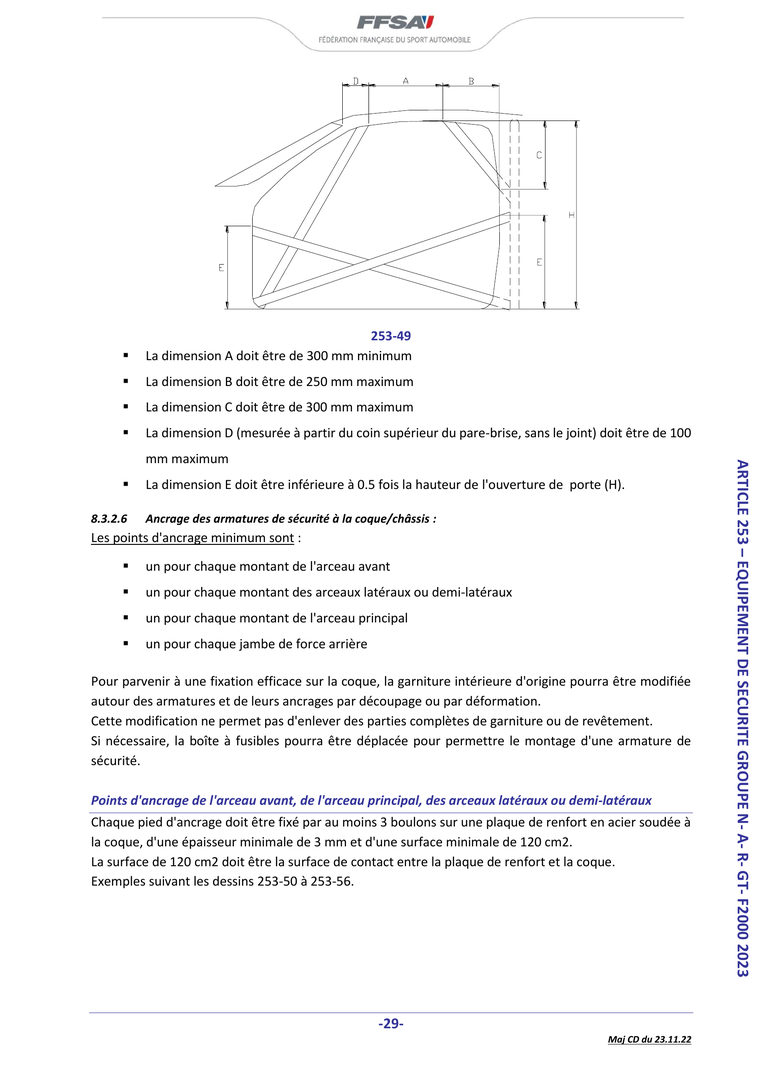 FFSA
FÉDÉRATION FRANÇAISE DU SPORT AUTOMOBILE
D A B
C
H
E
E
253-49
▪ La dimension A doit être de 300 mm minimum
▪ La dimension B doit être de 250 mm maximum
▪ La dimension C doit être de 300 mm maximum
▪ La dimension D (mesurée à partir du coin supérieur du pare-brise, sans le joint) doit être de 100
mm maximum
▪ La dimension E doit être inférieure à 0.5 fois la hauteur de l'ouverture de porte (H).
8.3.2.6 Ancrage des armatures de sécurité à la coque/châssis :
Les points d'ancrage minimum sont :
▪ un pour chaque montant de l'arceau avant
▪ un pour chaque montant des arceaux latéraux ou demi-latéraux
▪ un pour chaque montant de l'arceau principal
▪ un pour chaque jambe de force arrière
Pour parvenir à une fixation efficace sur la coque, la garniture intérieure d'origine pourra être modifiée
autour des armatures et de leurs ancrages par découpage ou par déformation.
Cette modification ne permet pas d'enlever des parties complètes de garniture ou de revêtement.
Si nécessaire, la boîte à fusibles pourra être déplacée pour permettre le montage d'une armature de
sécurité.
Points d'ancrage de l'arceau avant, de l'arceau principal, des arceaux latéraux ou demi-latéraux
Chaque pied d'ancrage doit être fixé par au moins 3 boulons sur une plaque de renfort en acier soudée à
la coque, d'une épaisseur minimale de 3 mm et d'une surface minimale de 120 cm2.
La surface de 120 cm2 doit être la surface de contact entre la plaque de renfort et la coque.
Exemples suivant les dessins 253-50 à 253-56.
ARTICLE 253 – EQUIPEMENT DE SECURITE GROUPE N- A- R- GT- F2000 2023
-29-
Maj CD du 23.11.22